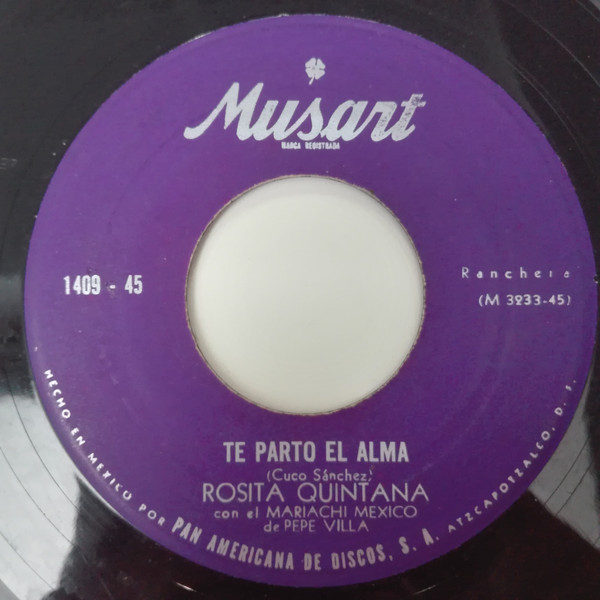 Musart
MARCA REGISTRADA
1409 - 45
Ranchera
(M 3233-45)
TE PARTO EL ALMA
(Cuco Sánchez)
ROSITA QUINTANA
con el MARIACHI MEXICO
de PEPE VILLA
HECHO EN MEXICO POR PAN AMERICANA DE DISCOS, S. A. ATZCAPOTZALCO, D. F.